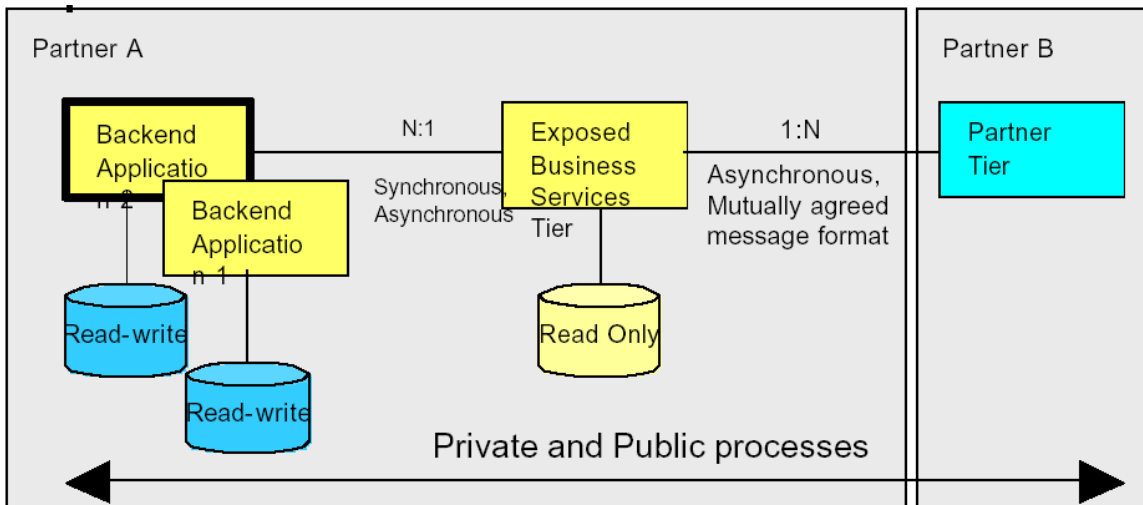 Partner A
Partner B
Backend
Applicatio
n 2
Backend
Applicatio
n 1
N:1
Synchronous,
Asynchronous
Exposed
Business
Services
Tier
1:N
Asynchronous,
Mutually agreed
message format
Partner
Tier
Read-write
Read-write
Read Only
Private and Public processes